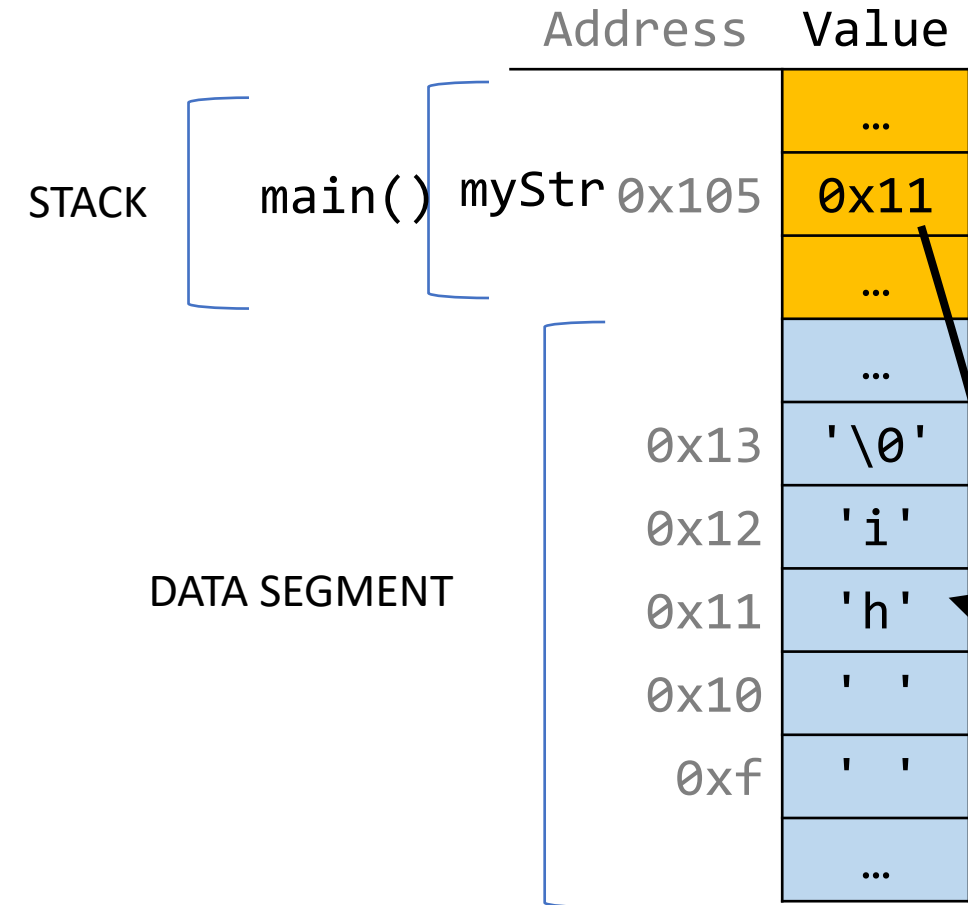 Address Value
…
STACK main() myStr 0x105 0x11
…
…
0x13 '\0'
0x12 'i'
DATA SEGMENT
0x11 'h'
0x10 ' '
0xf ' '
…